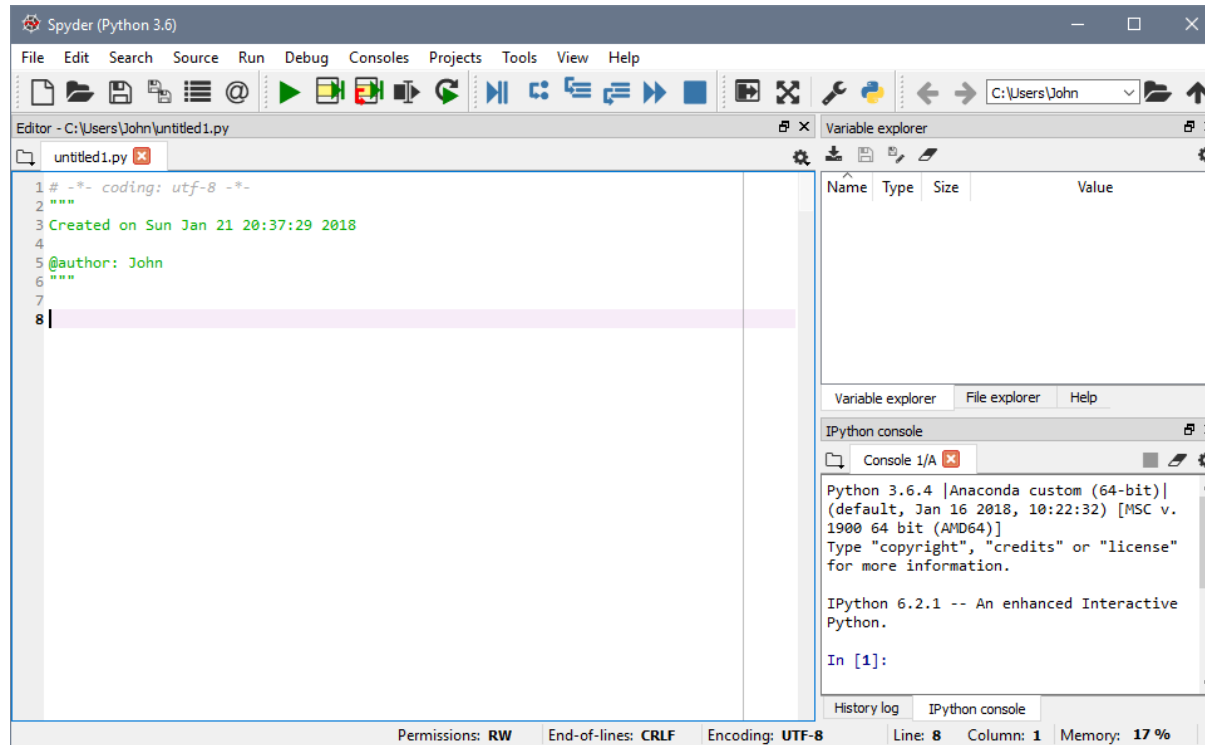 Spyder (Python 3.6)
File Edit Search Source Run Debug Consoles Projects Tools View Help
C:\Users\John
Editor - C:\Users\John\untitled1.py
untitled1.py
1 # -*- coding: utf-8 -*-
2 """
3 Created on Sun Jan 21 20:37:29 2018
4
5 @author: John
6 """
7
8
Variable explorer
Name Type Size Value
Variable explorer File explorer Help
IPython console
Console 1/A
Python 3.6.4 |Anaconda custom (64-bit)|
(default, Jan 16 2018, 10:22:32) [MSC v.
1900 64 bit (AMD64)]
Type "copyright", "credits" or "license"
for more information.
IPython 6.2.1 -- An enhanced Interactive
Python.
In [1]:
History log IPython console
Permissions: RW End-of-lines: CRLF Encoding: UTF-8 Line: 8 Column: 1 Memory: 17 %